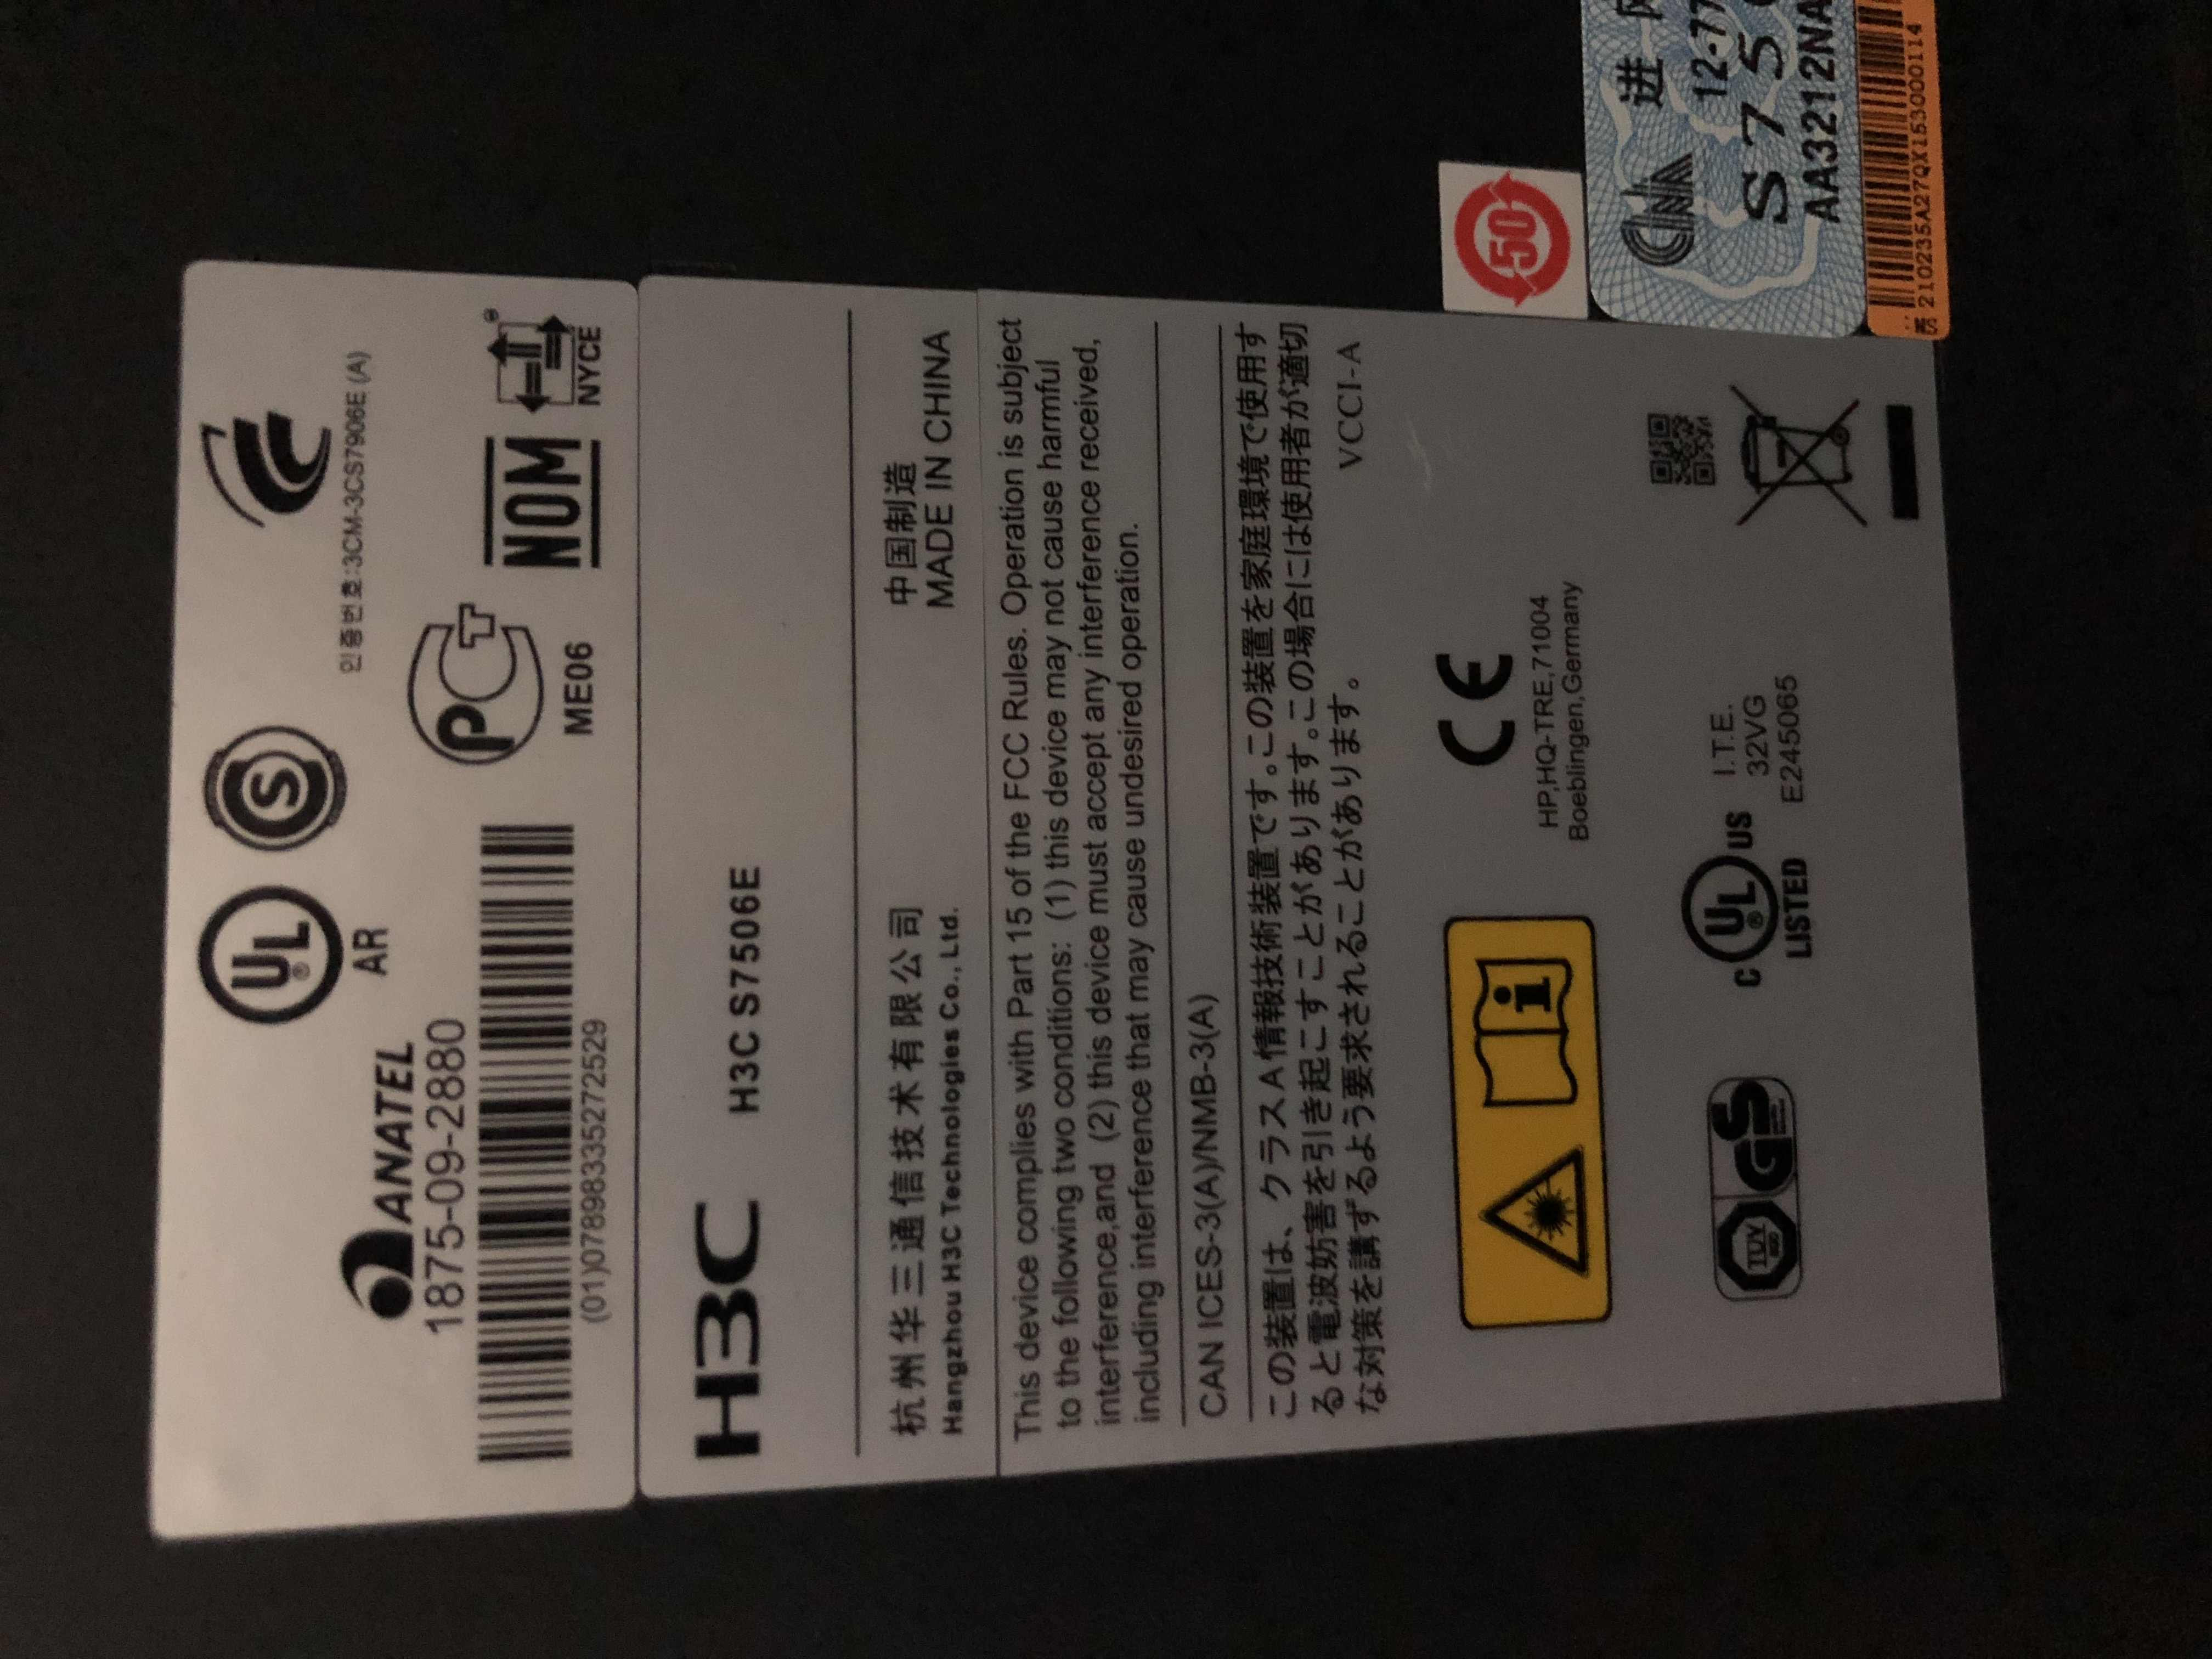 UL
®
AR
S
인증번호:3CM-3CS7906E (A)
ANATEL
1875-09-2880
(01)07898335272529
PCT
ME06
NOM
®
NYCE
H3C
H3C S7506E
杭州华三通信技术有限公司
Hangzhou H3C Technologies Co., Ltd.
中国制造
MADE IN CHINA
This device complies with Part 15 of the FCC Rules. Operation is subject
to the following two conditions: (1) this device may not cause harmful
interference,and (2) this device must accept any interference received,
including interference that may cause undesired operation.
CAN ICES-3(A)/NMB-3(A)
この装置は、クラスA情報技術装置です。この装置を家庭環境で使用す
ると電波妨害を引き起こすことがあります。この場合には使用者が適切
な対策を講ずるよう要求されることがあります。
VCCI-A
i
CE
HP,HQ-TRE,71004
Boeblingen,Germany
TUV
GS
C UL US
®
LISTED
I.T.E.
32VG
E245065
50
CNA
进
12-77
S75
AA3212NA
210235A27QX153000114